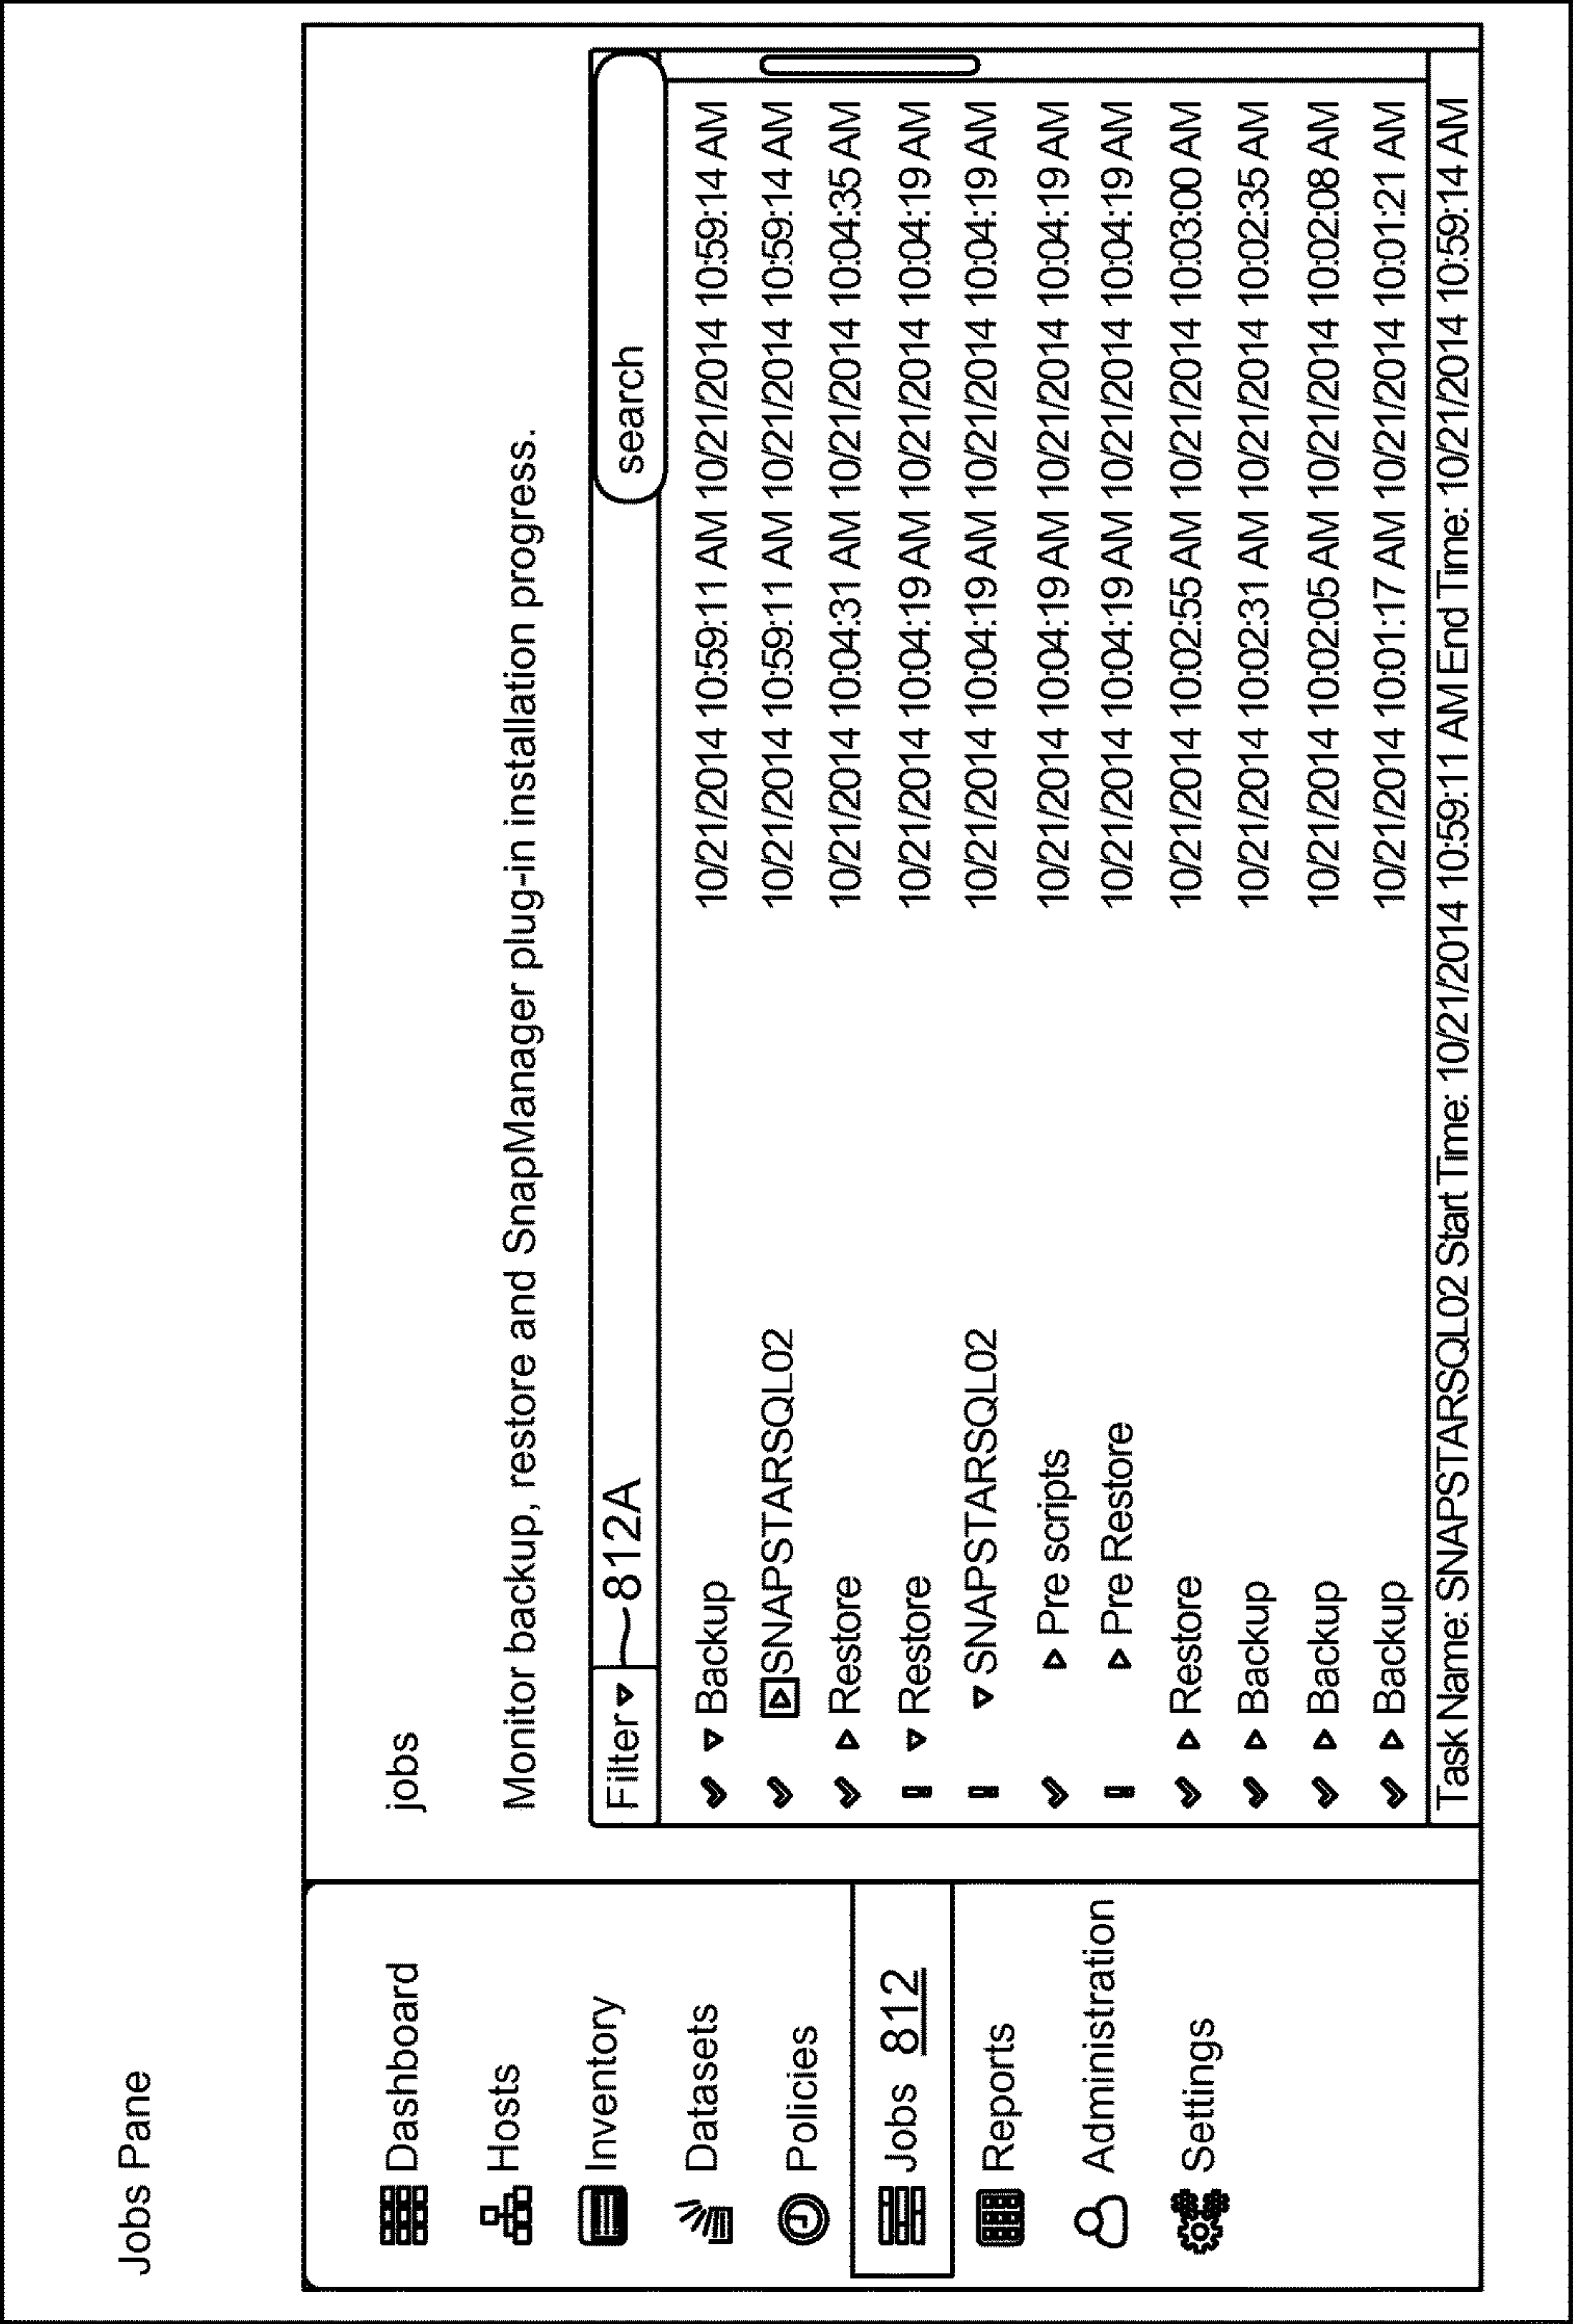 Jobs Pane
Dashboard
Hosts
Inventory
Datasets
Policies
Jobs 812
Reports
Administration
Settings
jobs
Monitor backup, restore and SnapManager plug-in installation progress.
Filter 812A search
Backup 10/21/2014 10:59:11 AM 10/21/2014 10:59:14 AM
SNAPSTARSQL02 10/21/2014 10:59:11 AM 10/21/2014 10:59:14 AM
Restore 10/21/2014 10:04:31 AM 10/21/2014 10:04:35 AM
Restore 10/21/2014 10:04:19 AM 10/21/2014 10:04:19 AM
SNAPSTARSQL02 10/21/2014 10:04:19 AM 10/21/2014 10:04:19 AM
Pre scripts 10/21/2014 10:04:19 AM 10/21/2014 10:04:19 AM
Pre Restore 10/21/2014 10:04:19 AM 10/21/2014 10:04:19 AM
Restore 10/21/2014 10:02:55 AM 10/21/2014 10:03:00 AM
Backup 10/21/2014 10:02:31 AM 10/21/2014 10:02:35 AM
Backup 10/21/2014 10:02:05 AM 10/21/2014 10:02:08 AM
Backup 10/21/2014 10:01:17 AM 10/21/2014 10:01:21 AM
Task Name: SNAPSTARSQL02 Start Time: 10/21/2014 10:59:11 AM End Time: 10/21/2014 10:59:14 AM